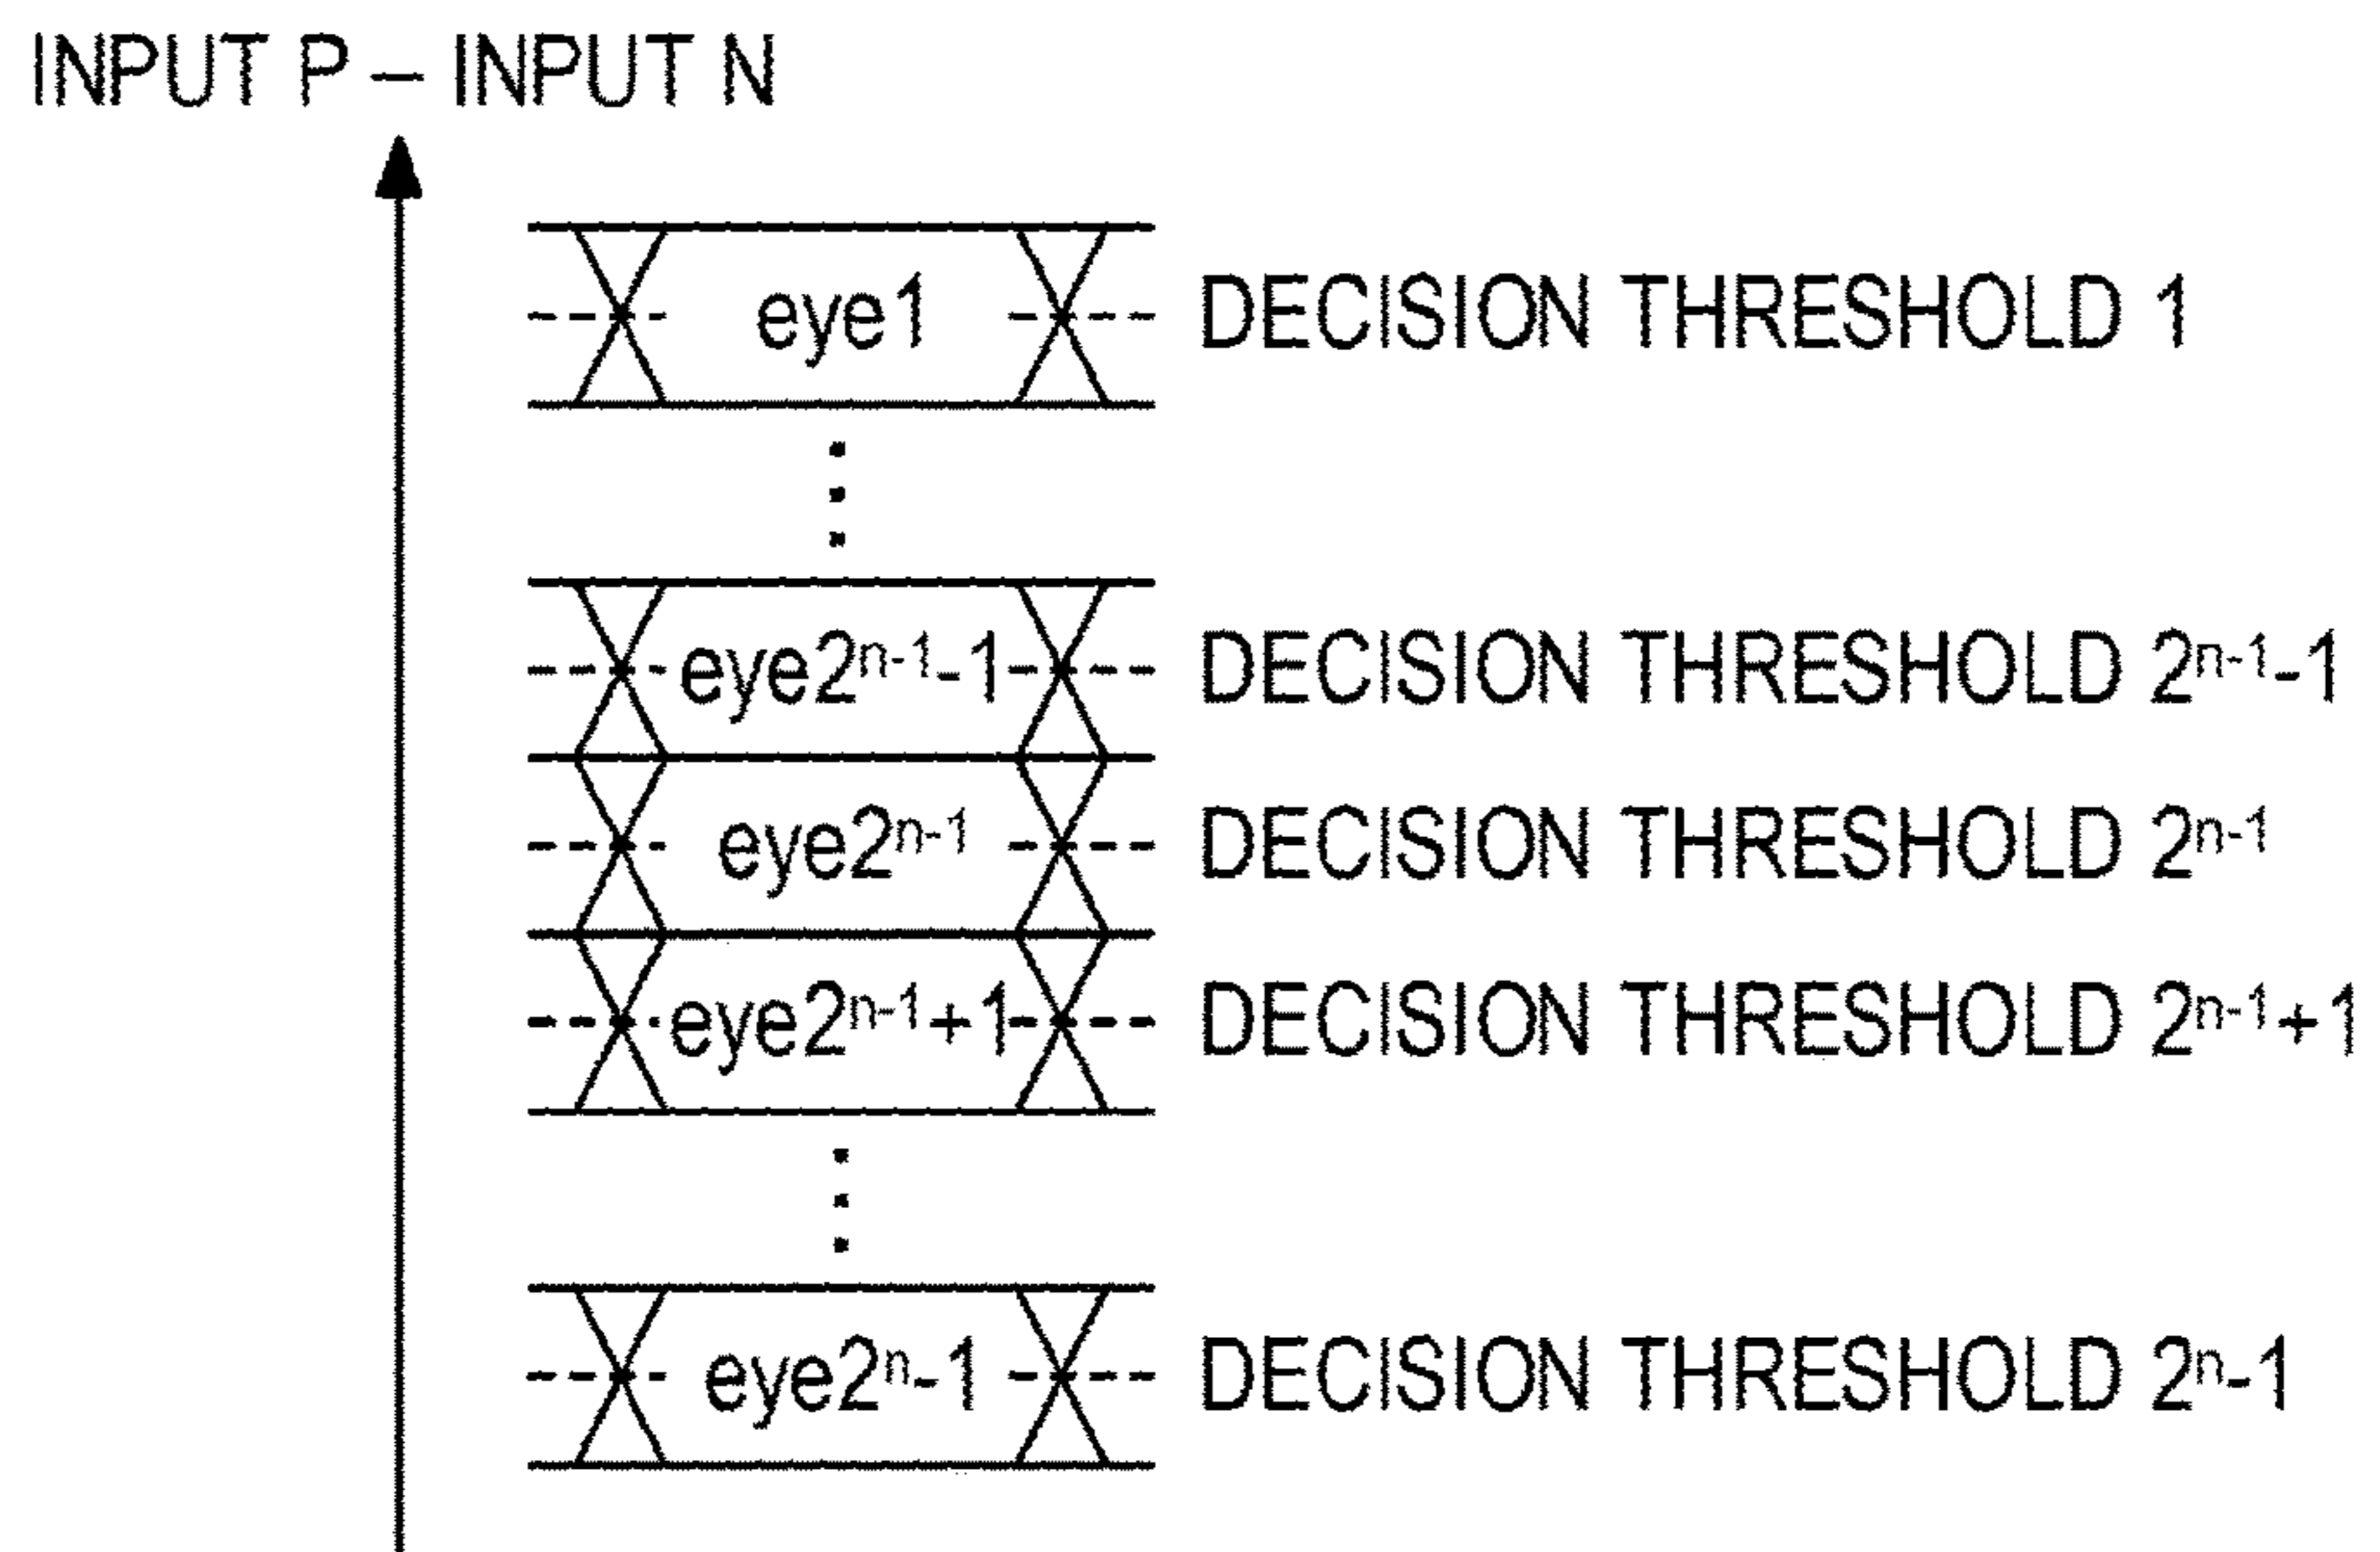 INPUT P – INPUT N
eye1 DECISION THRESHOLD 1
eye2ⁿ⁻¹-1 DECISION THRESHOLD 2ⁿ⁻¹-1
eye2ⁿ⁻¹ DECISION THRESHOLD 2ⁿ⁻¹
eye2ⁿ⁻¹+1 DECISION THRESHOLD 2ⁿ⁻¹+1
eye2ⁿ-1 DECISION THRESHOLD 2ⁿ-1